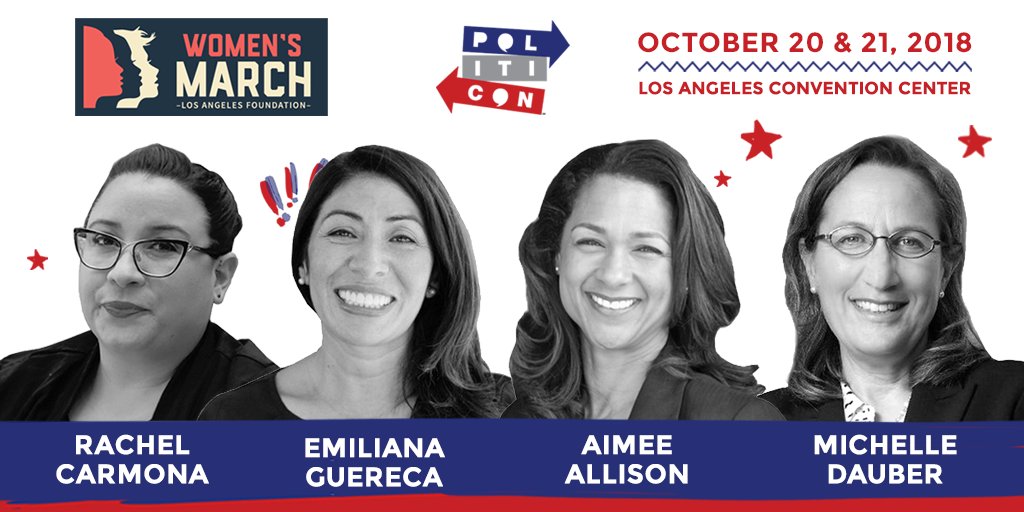 WOMEN'S
MARCH
-LOS ANGELES FOUNDATION-
POL
ITI
CON
OCTOBER 20 & 21, 2018
LOS ANGELES CONVENTION CENTER
RACHEL
CARMONA
EMILIANA
GUERECA
AIMEE
ALLISON
MICHELLE
DAUBER